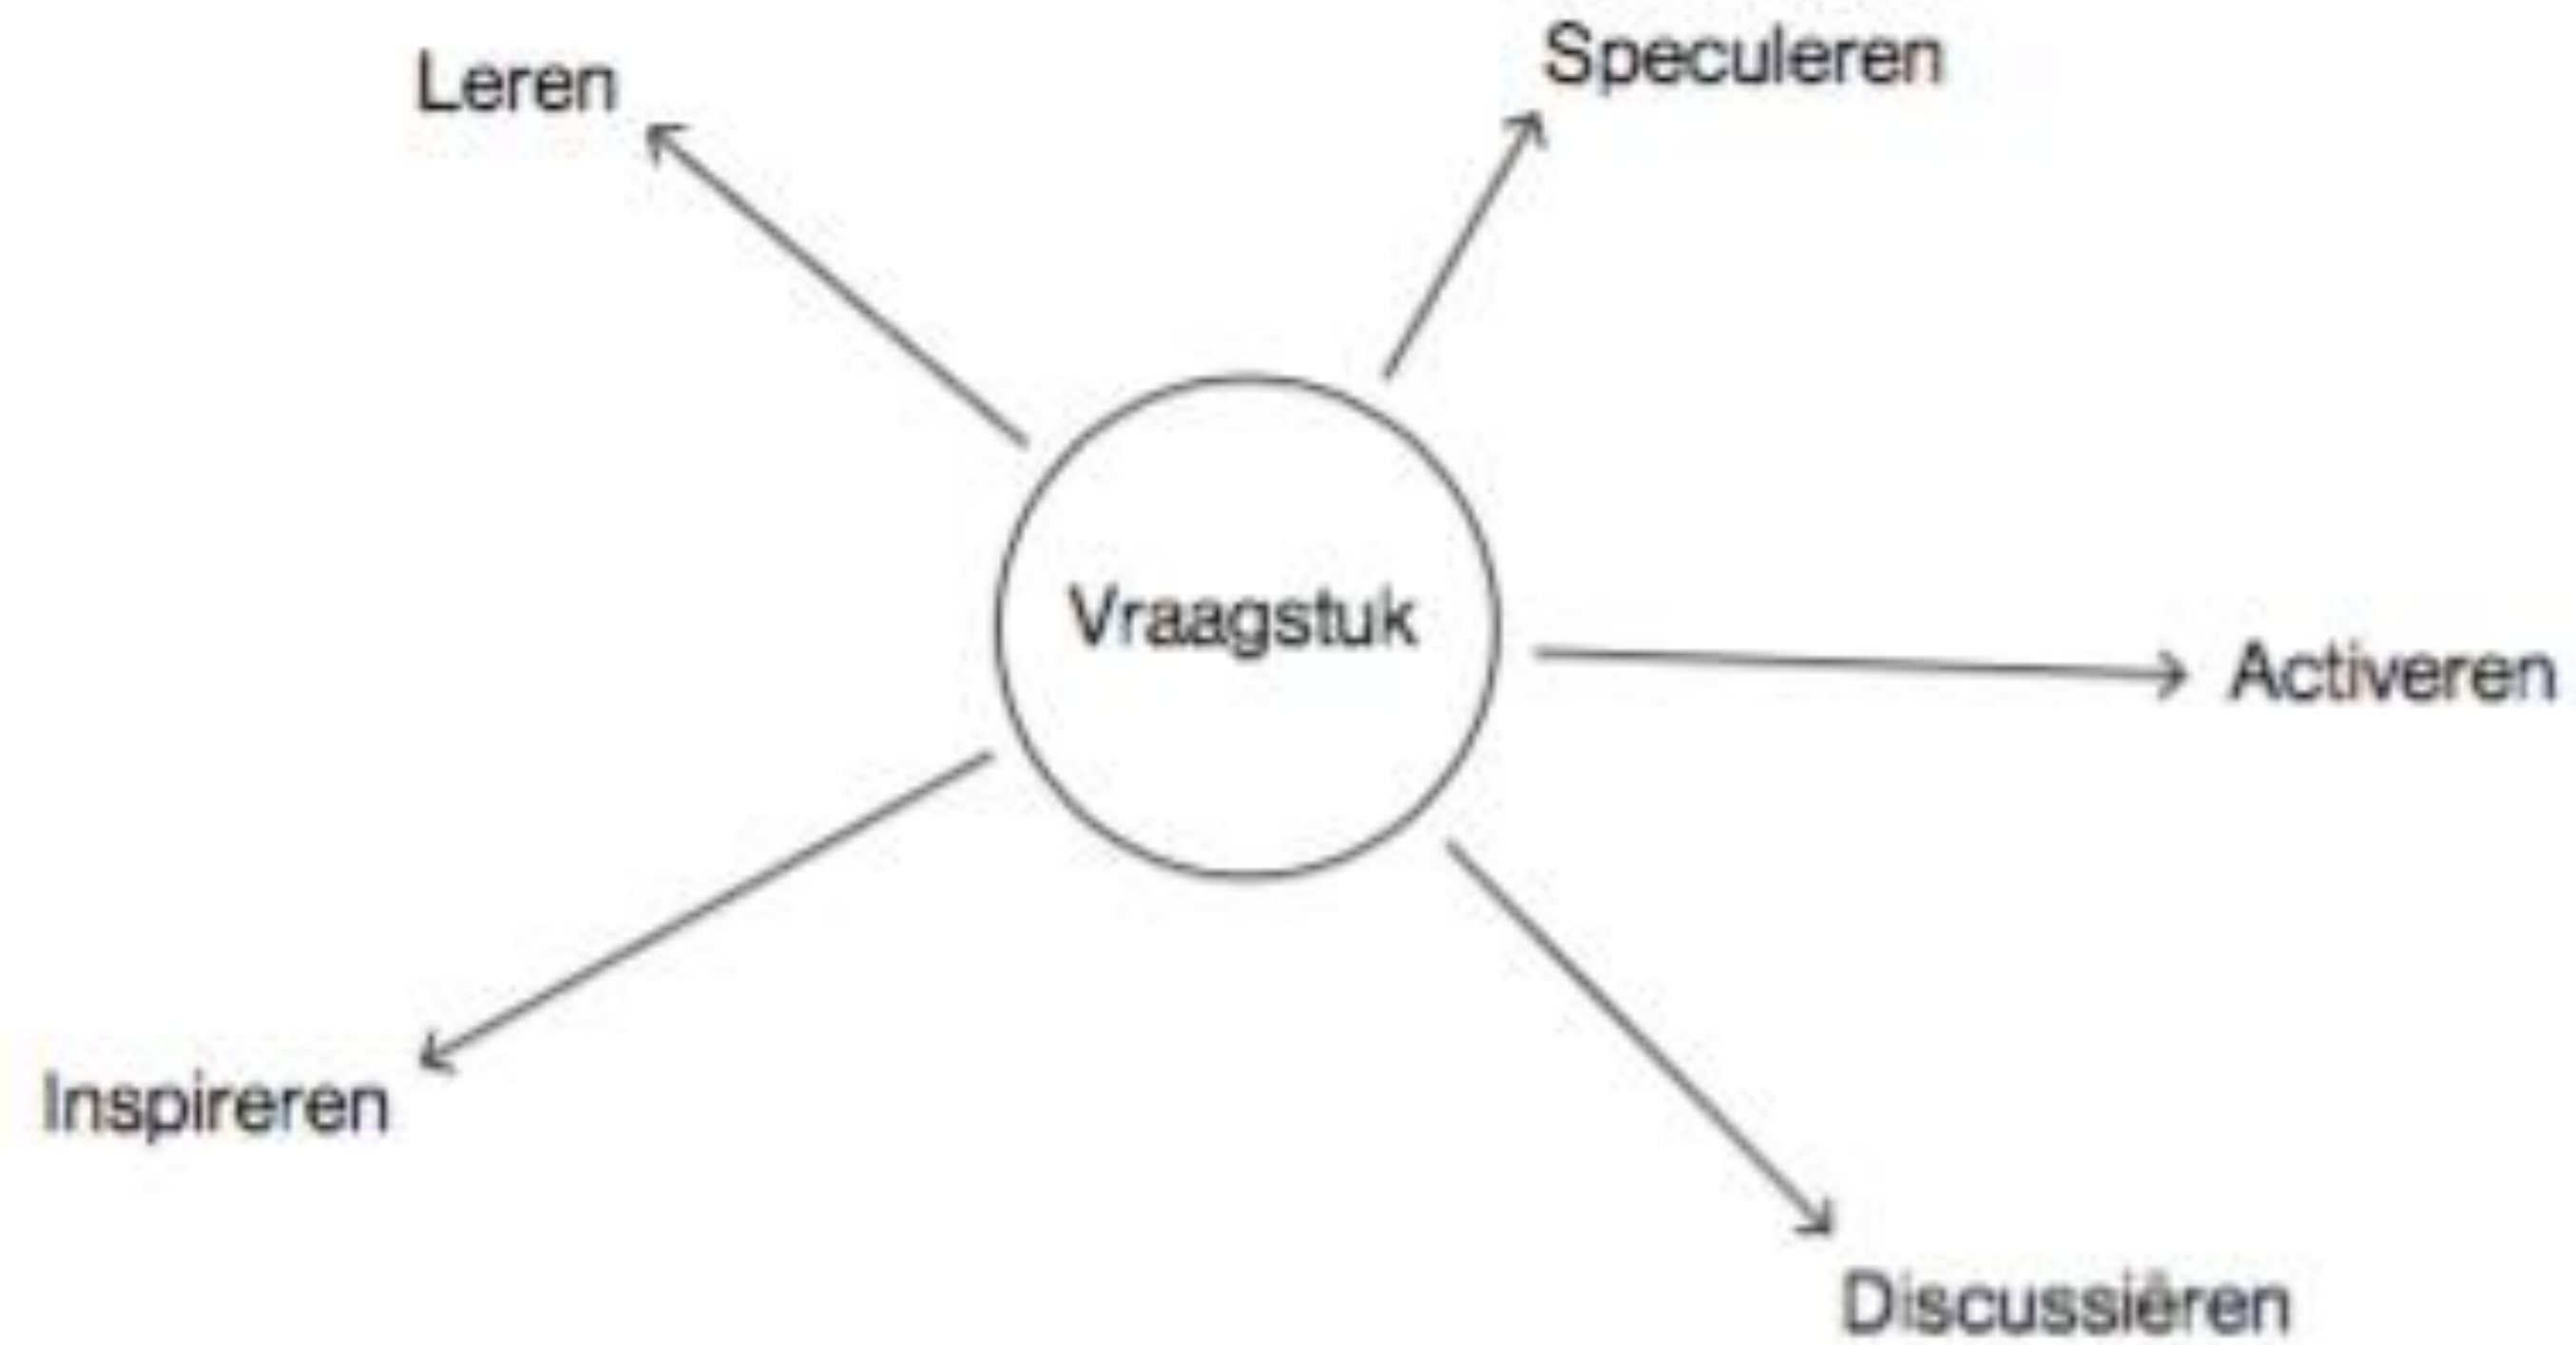 Speculeren
Leren
Vraagstuk
Activeren
Inspireren
Discussiëren